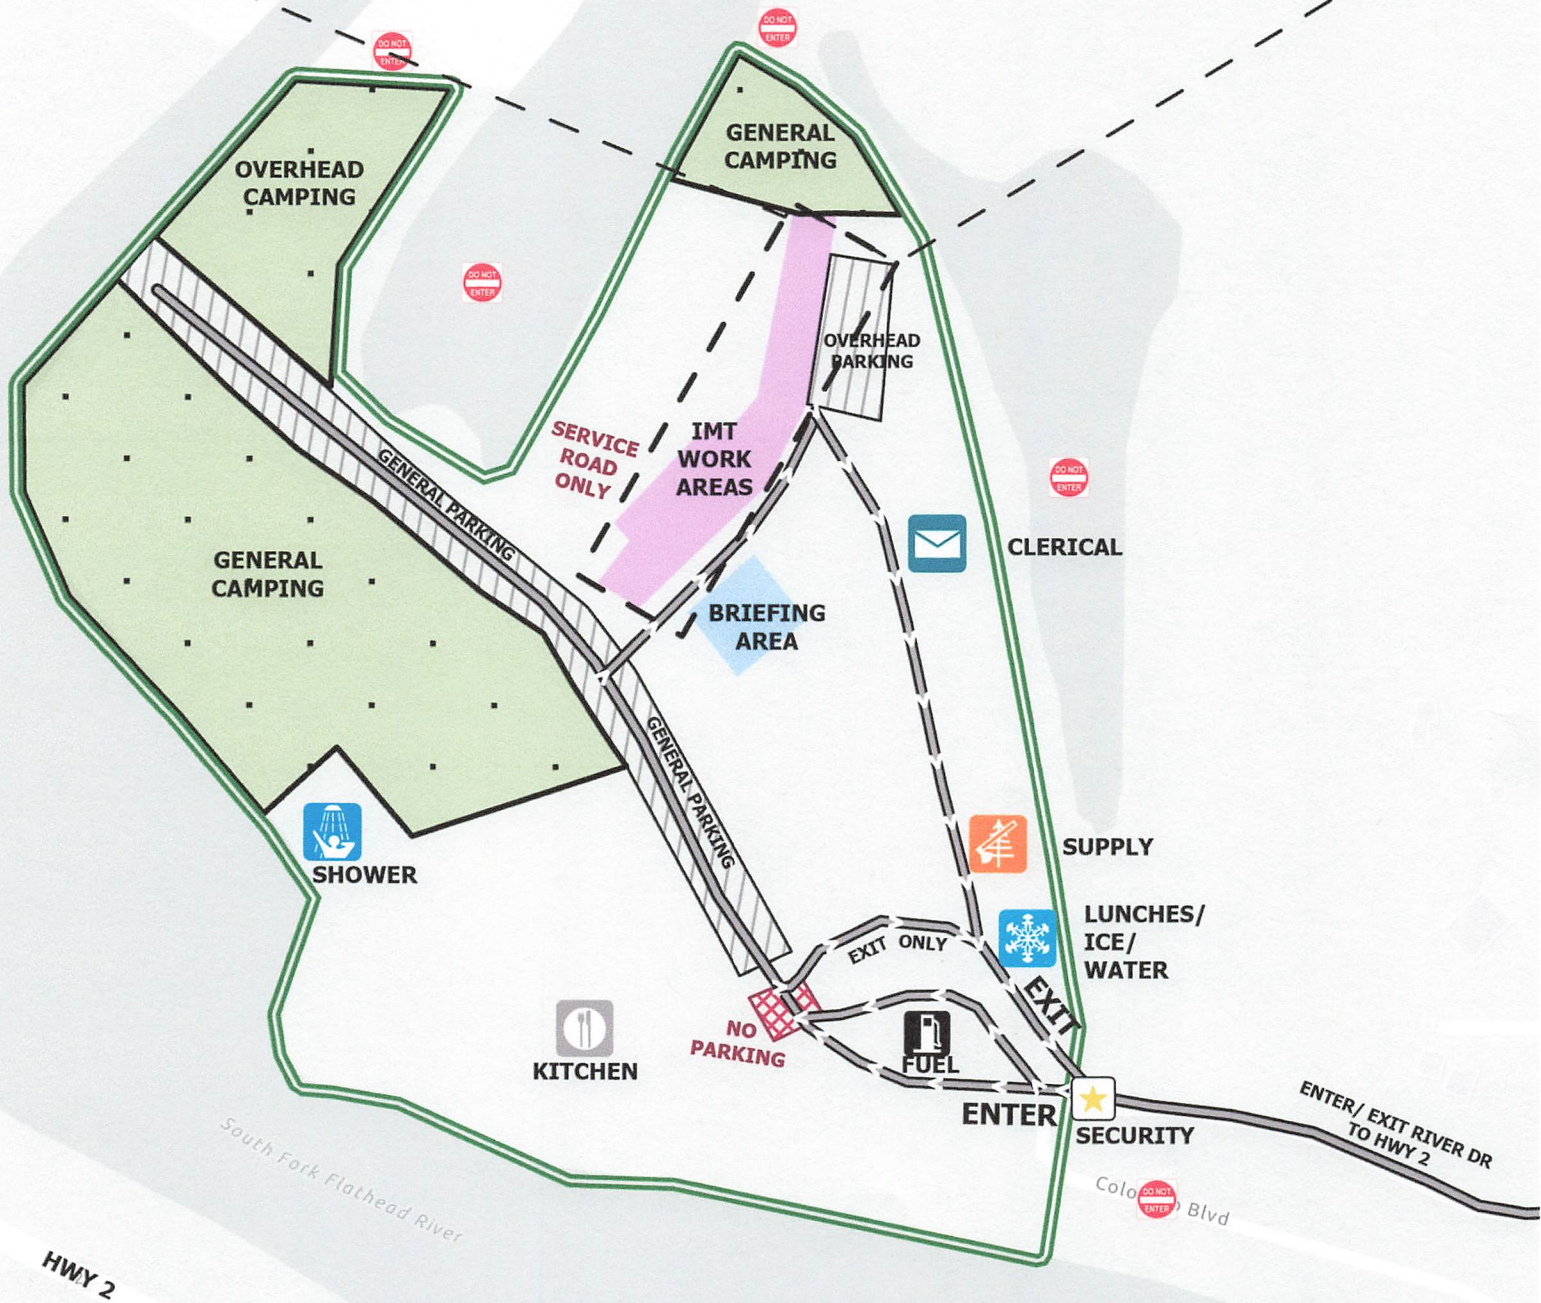 DO NOT
ENTER
DO NOT
ENTER
GENERAL
CAMPING
OVERHEAD
CAMPING
DO NOT
ENTER
OVERHEAD
PARKING
SERVICE
ROAD
ONLY
IMT
WORK
AREAS
GENERAL PARKING
DO NOT
ENTER
CLERICAL
GENERAL
CAMPING
BRIEFING
AREA
GENERAL PARKING
SHOWER
SUPPLY
LUNCHES/
ICE/
WATER
EXIT ONLY
EXIT
NO
PARKING
KITCHEN
FUEL
ENTER
SECURITY
ENTER/ EXIT RIVER DR
TO HWY 2
South Fork Flathead River
DO NOT
ENTER
Blvd
HWY 2